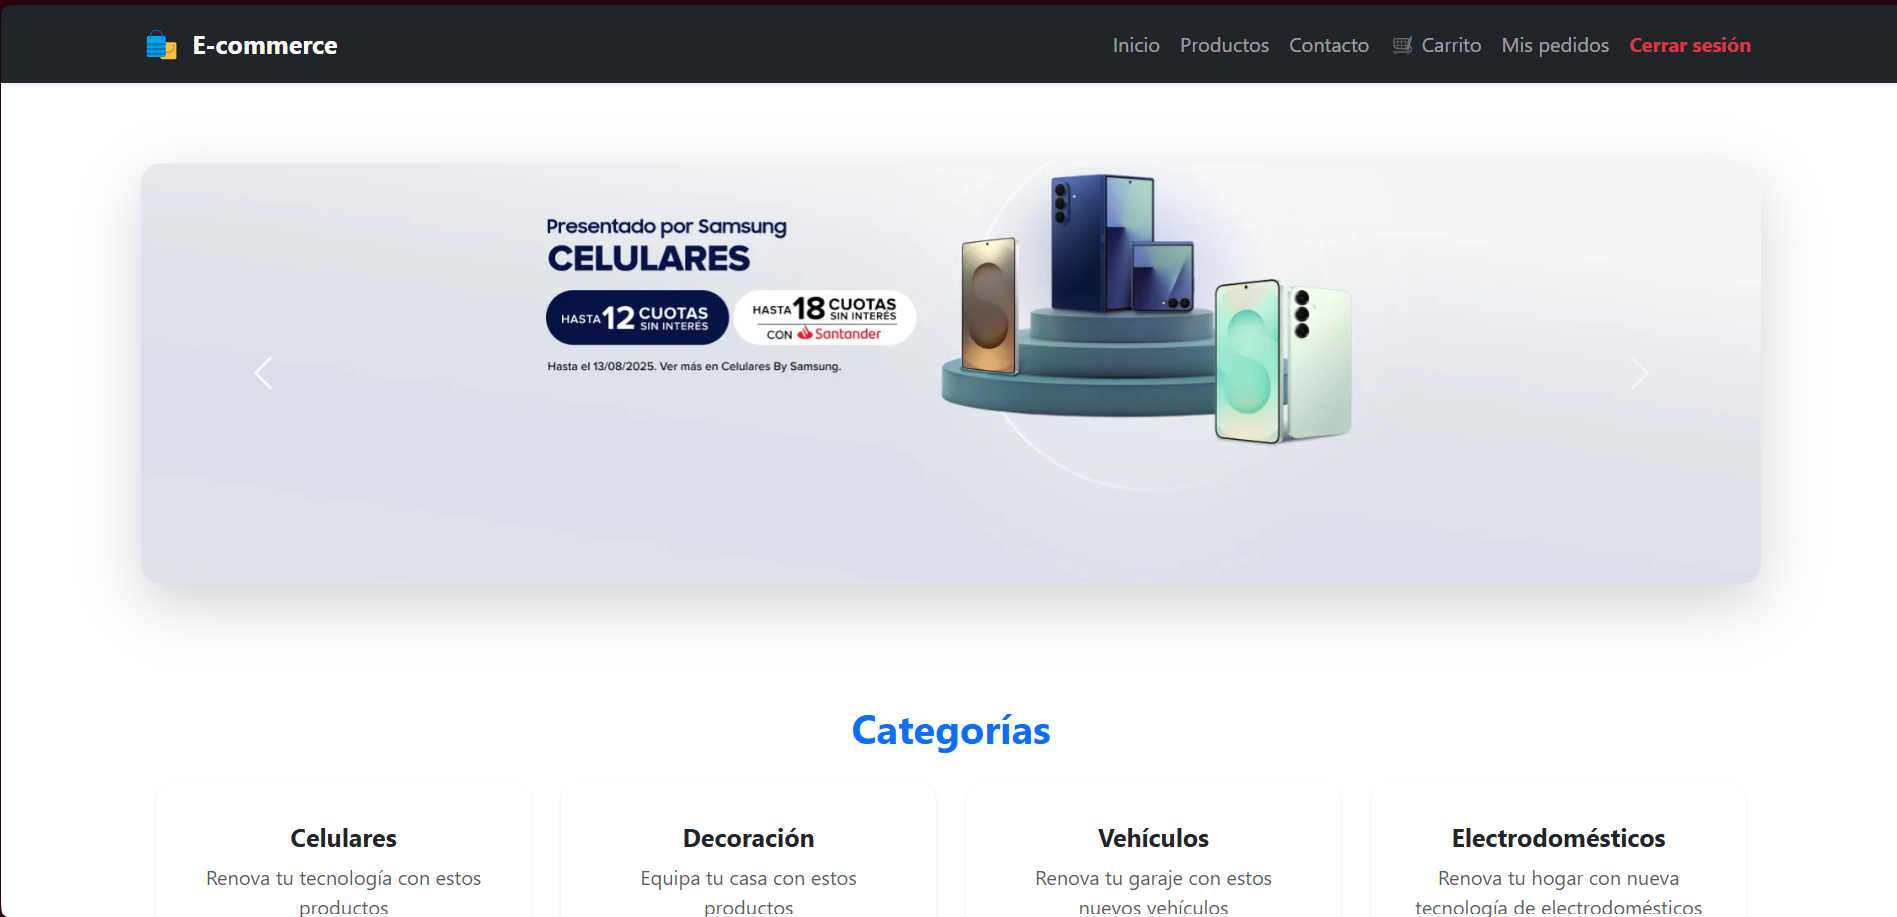 E-commerce
Inicio Productos Contacto 🛒 Carrito Mis pedidos Cerrar sesión
Presentado por Samsung
CELULARES
HASTA 12 CUOTAS SIN INTERÉS
HASTA 18 CUOTAS SIN INTERÉS
CON Santander
Hasta el 13/08/2025. Ver más en Celulares By Samsung.
Categorías
Celulares
Renova tu tecnología con estos
productos
Decoración
Equipa tu casa con estos
productos
Vehículos
Renova tu garaje con estos
nuevos vehículos
Electrodomésticos
Renova tu hogar con nueva
tecnología de electrodomésticos